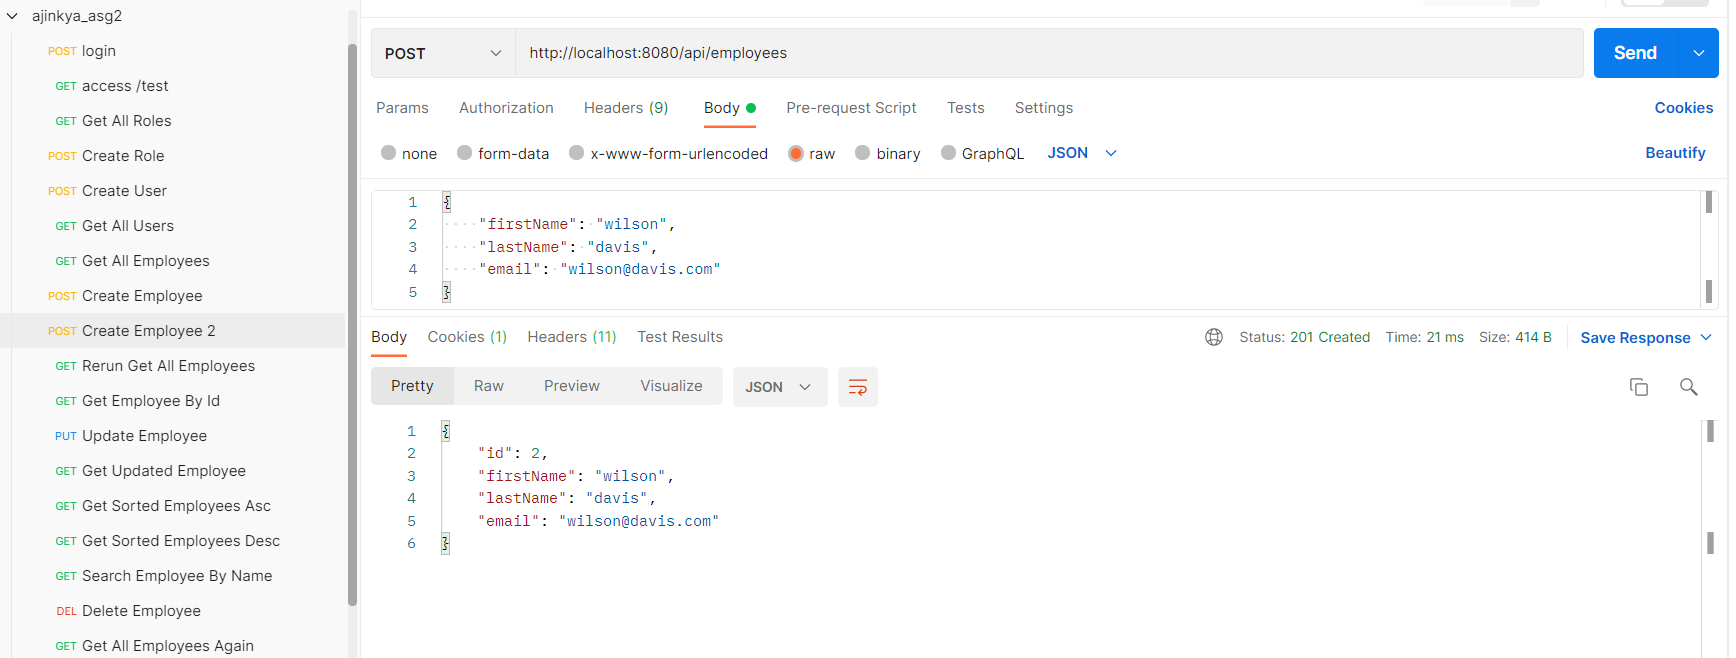 ajinkya_asg2
POST login
GET access /test
GET Get All Roles
POST Create Role
POST Create User
GET Get All Users
GET Get All Employees
POST Create Employee
POST Create Employee 2
GET Rerun Get All Employees
GET Get Employee By Id
PUT Update Employee
GET Get Updated Employee
GET Get Sorted Employees Asc
GET Get Sorted Employees Desc
GET Search Employee By Name
DEL Delete Employee
GET Get All Employees Again
POST http://localhost:8080/api/employees Send
Params Authorization Headers (9) Body Pre-request Script Tests Settings Cookies
none form-data x-www-form-urlencoded raw binary GraphQL JSON Beautify
1 {
2 "firstName": "wilson",
3 "lastName": "davis",
4 "email": "wilson@davis.com"
5 }
Body Cookies (1) Headers (11) Test Results Status: 201 Created Time: 21 ms Size: 414 B Save Response
Pretty Raw Preview Visualize JSON
1 {
2 "id": 2,
3 "firstName": "wilson",
4 "lastName": "davis",
5 "email": "wilson@davis.com"
6 }